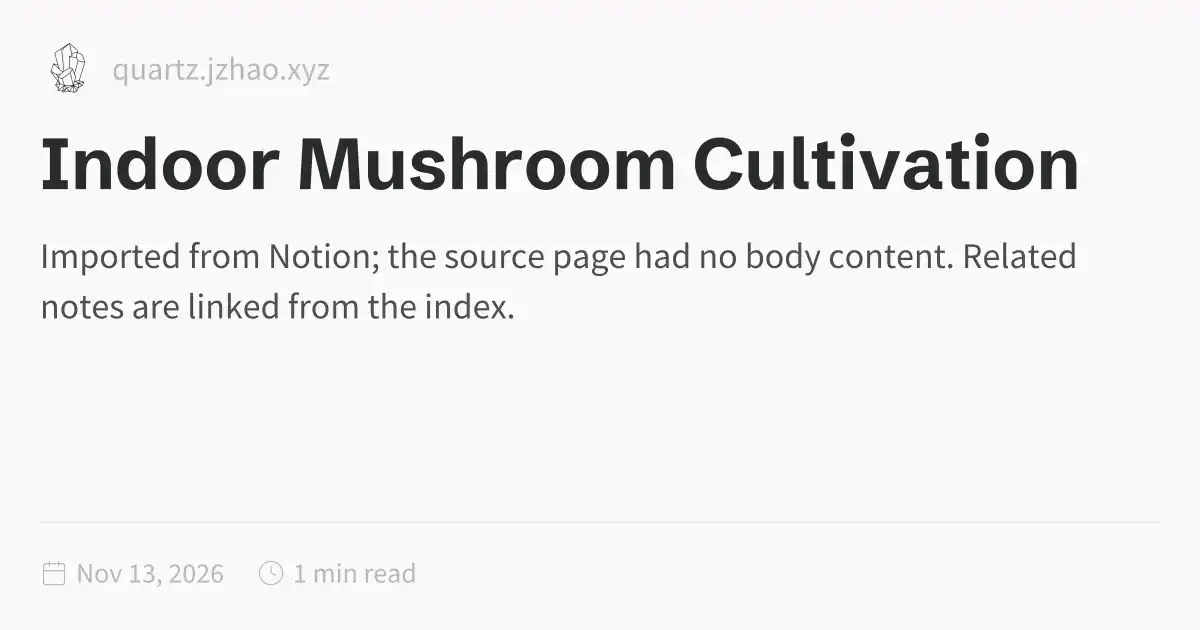 quartz.jzhao.xyz
Indoor Mushroom Cultivation
Imported from Notion; the source page had no body content. Related
notes are linked from the index.
Nov 13, 2026 1 min read